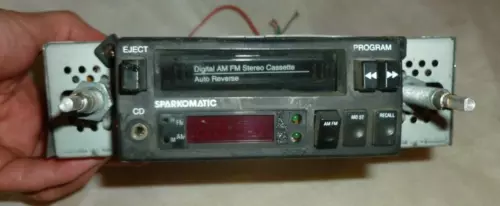 EJECT
PROGRAM
Digital AM FM Stereo Cassette
Auto Reverse
SPARKOMATIC
CD
AM FM
MO ST
RECALL